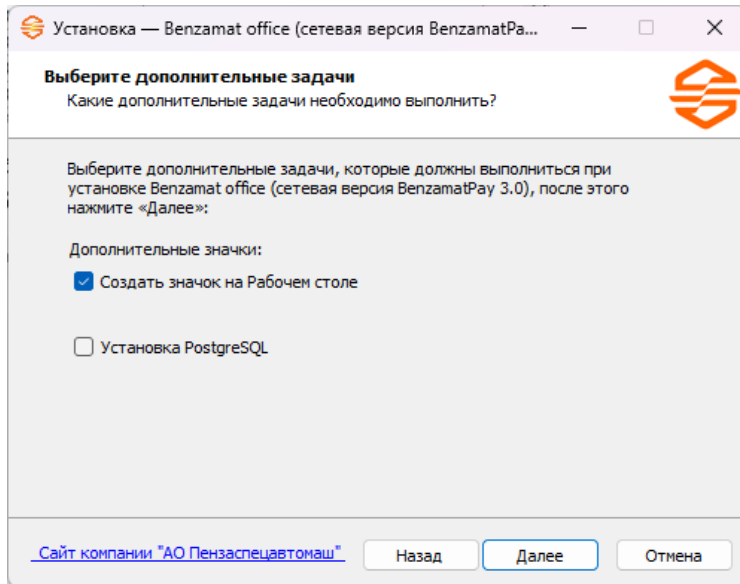 Установка — Benzamat office (сетевая версия BenzamatPa...
Выберите дополнительные задачи
Какие дополнительные задачи необходимо выполнить?
Выберите дополнительные задачи, которые должны выполниться при
установке Benzamat office (сетевая версия BenzamatPay 3.0), после этого
нажмите «Далее»:
Дополнительные значки:
Создать значок на Рабочем столе
Установка PostgreSQL
Сайт компании "АО Пензаспецавтомаш"
Назад
Далее
Отмена